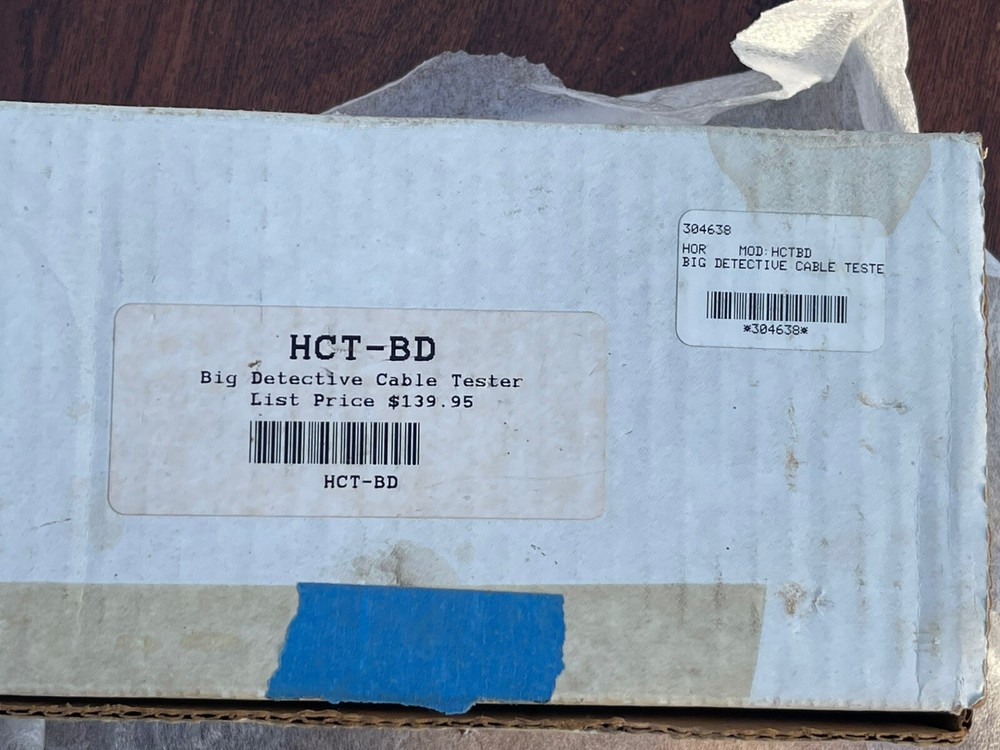 304638
HOR MOD:HCTBD
BIG DETECTIVE CABLE TESTE
*304638*
HCT-BD
Big Detective Cable Tester
List Price $139.95
HCT-BD